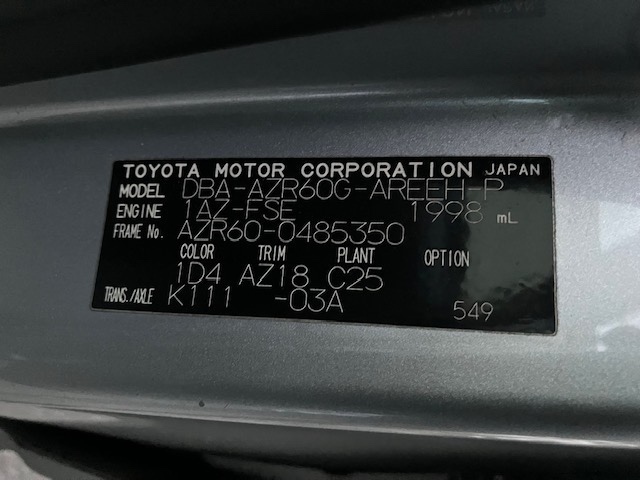 TOYOTA MOTOR CORPORATION JAPAN
MODEL DBA-AZR60G-AREEH-P
ENGINE 1AZ-FSE 1998 mL
FRAME No. AZR60-0485350
COLOR TRIM PLANT OPTION
1D4 AZ18 C25
TRANS./AXLE K111 -03A
549